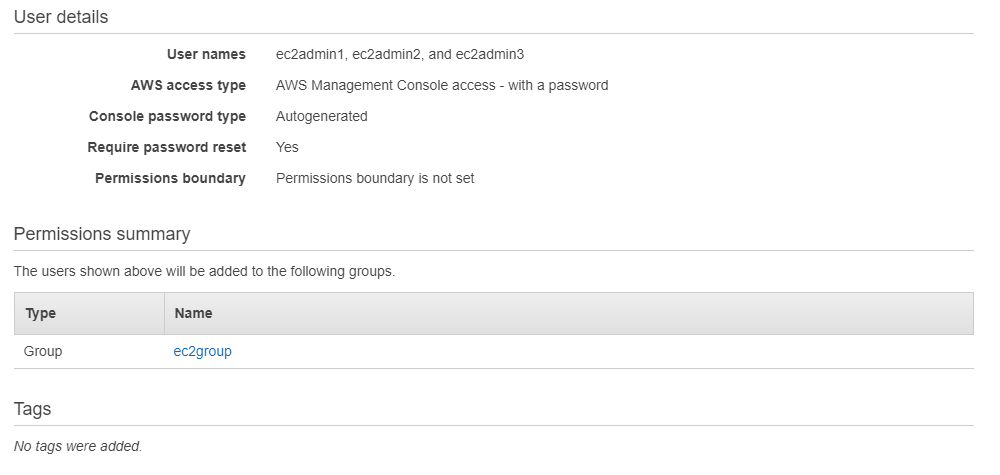 User details
User names ec2admin1, ec2admin2, and ec2admin3
AWS access type AWS Management Console access - with a password
Console password type Autogenerated
Require password reset Yes
Permissions boundary Permissions boundary is not set
Permissions summary
The users shown above will be added to the following groups.
Type Name
Group ec2group
Tags
No tags were added.